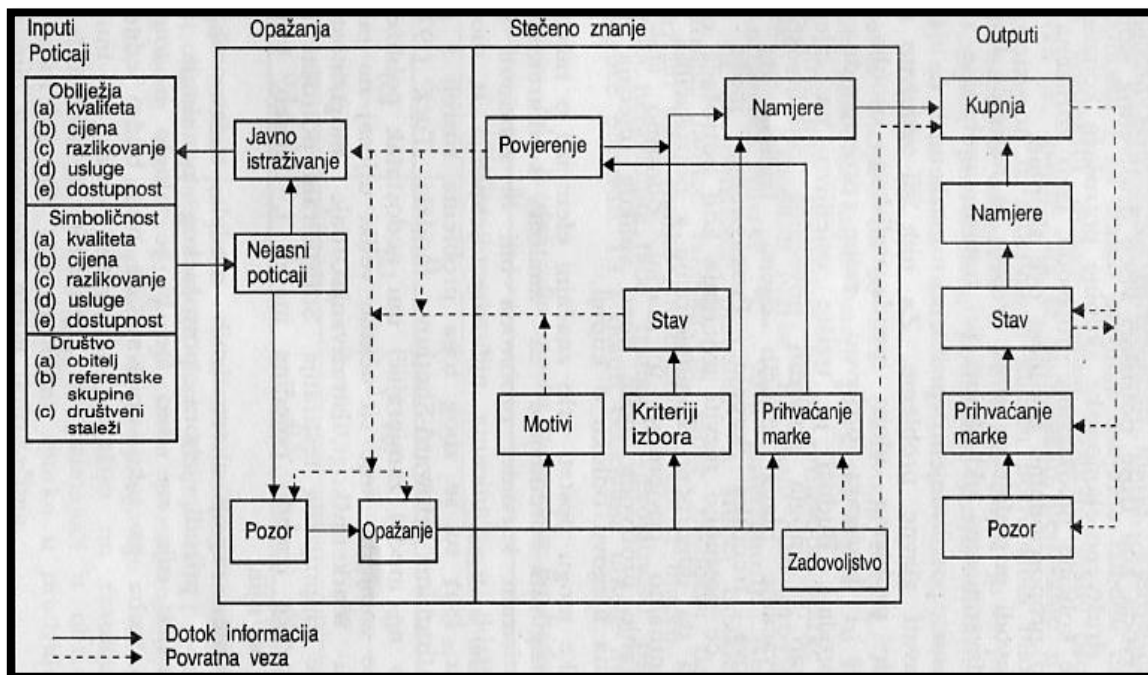 Inputi
Poticaji
Opažanja
Stečeno znanje
Outputi
Obilježja
(a) kvaliteta
(b) cijena
(c) razlikovanje
(d) usluge
(e) dostupnost
Simboličnost
(a) kvaliteta
(b) cijena
(c) razlikovanje
(d) usluge
(e) dostupnost
Društvo
(a) obitelj
(b) referentske
skupine
(c) društveni
staleži
Javno
istraživanje
Nejasni
poticaji
Pozor
Opažanje
Povjerenje
Namjere
Stav
Motivi
Kriteriji
izbora
Prihvaćanje
marke
Zadovoljstvo
Kupnja
Namjere
Stav
Prihvaćanje
marke
Pozor
Dotok informacija
Povratna veza